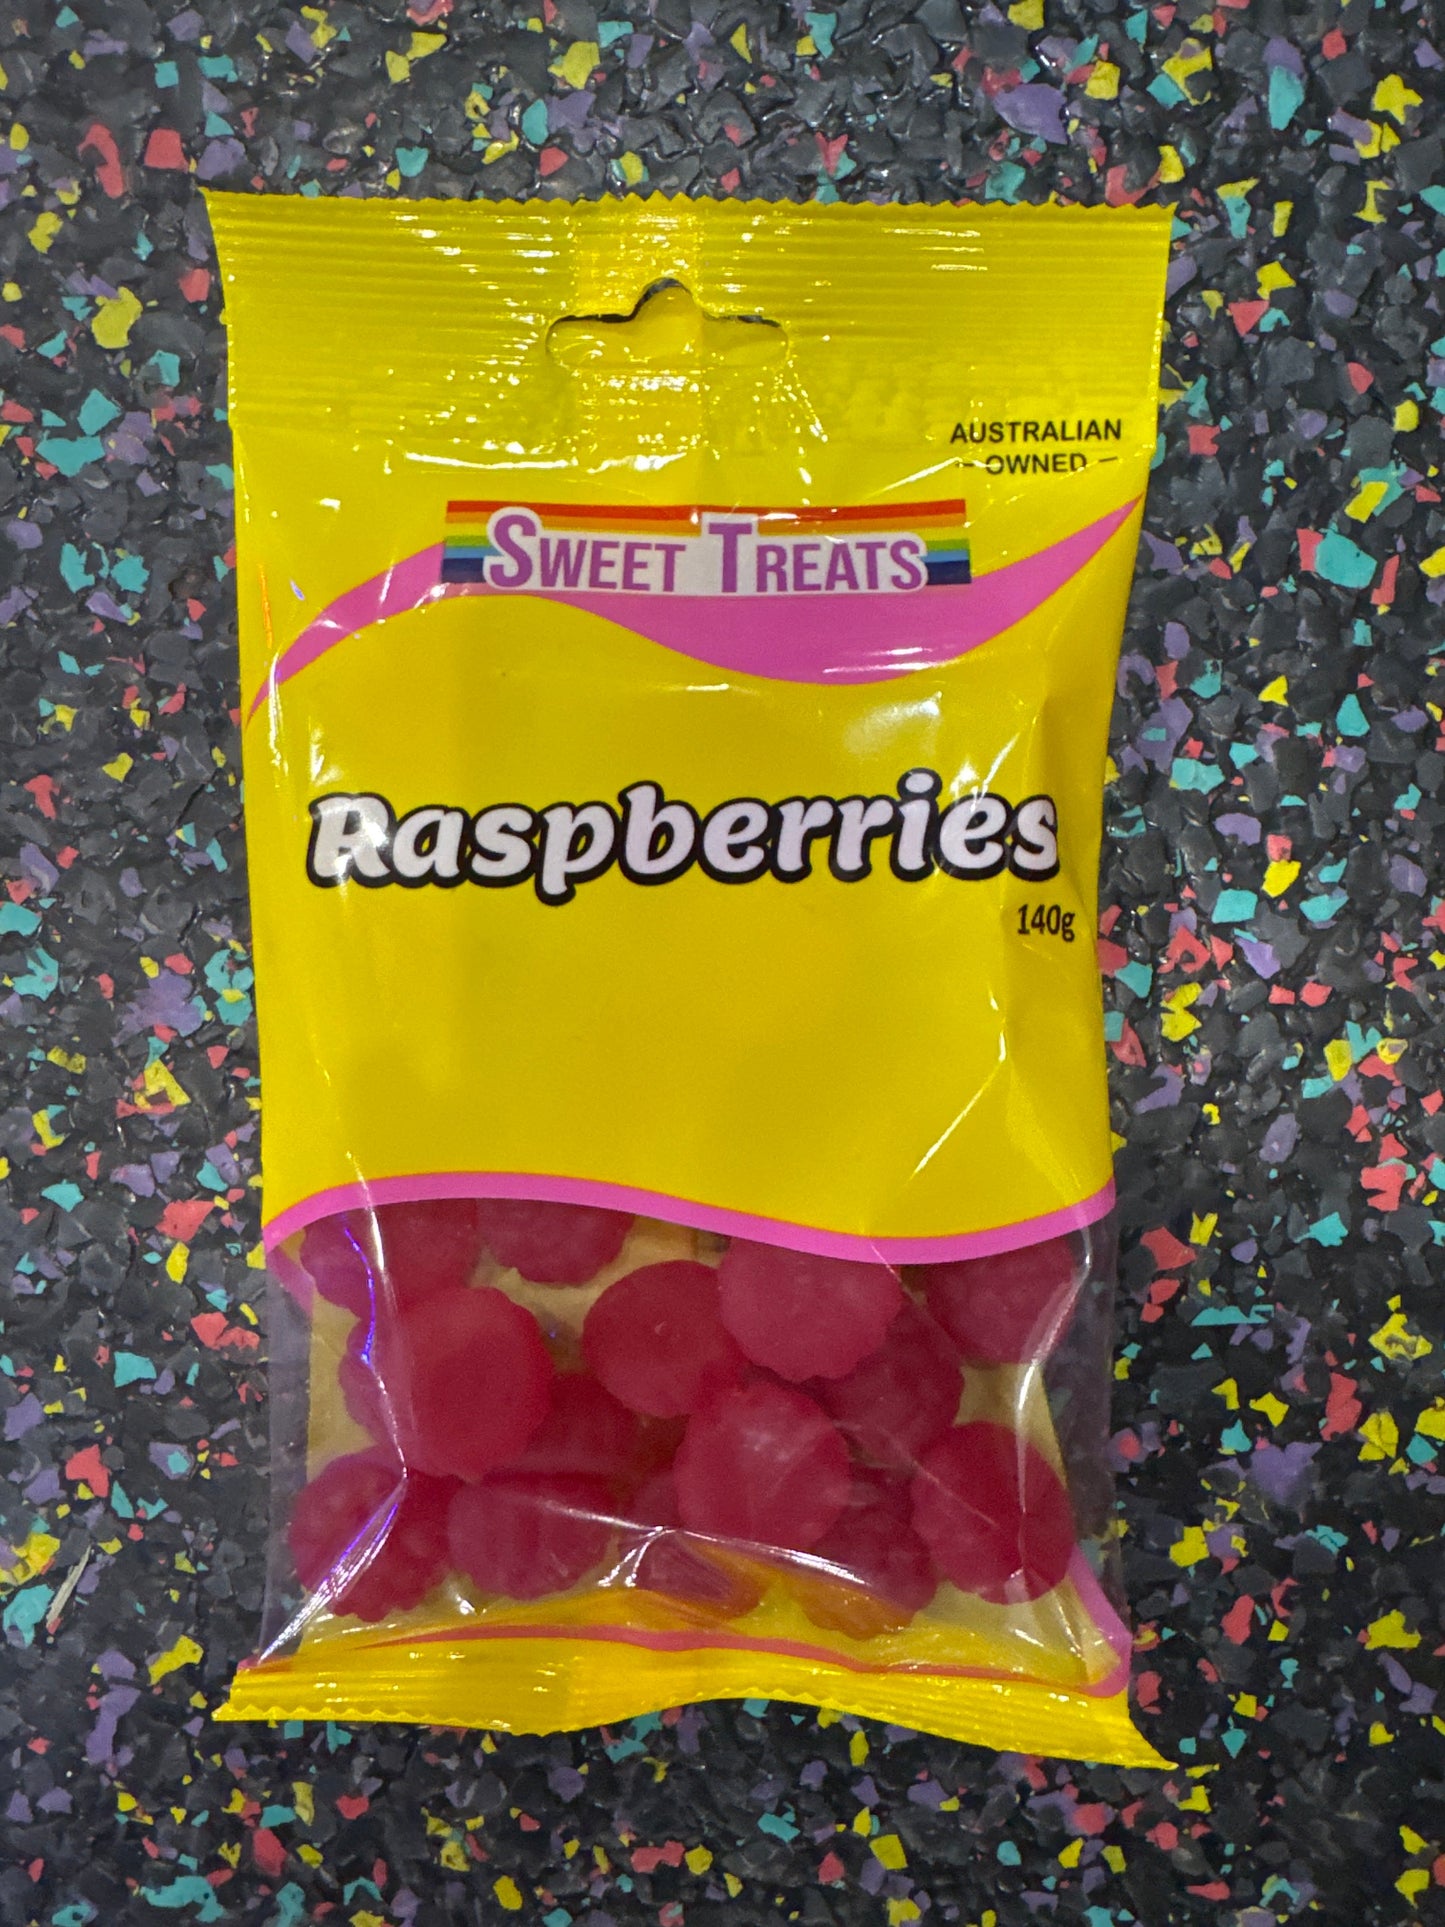 AUSTRALIAN
- OWNED -
SWEET TREATS
Raspberries
140g